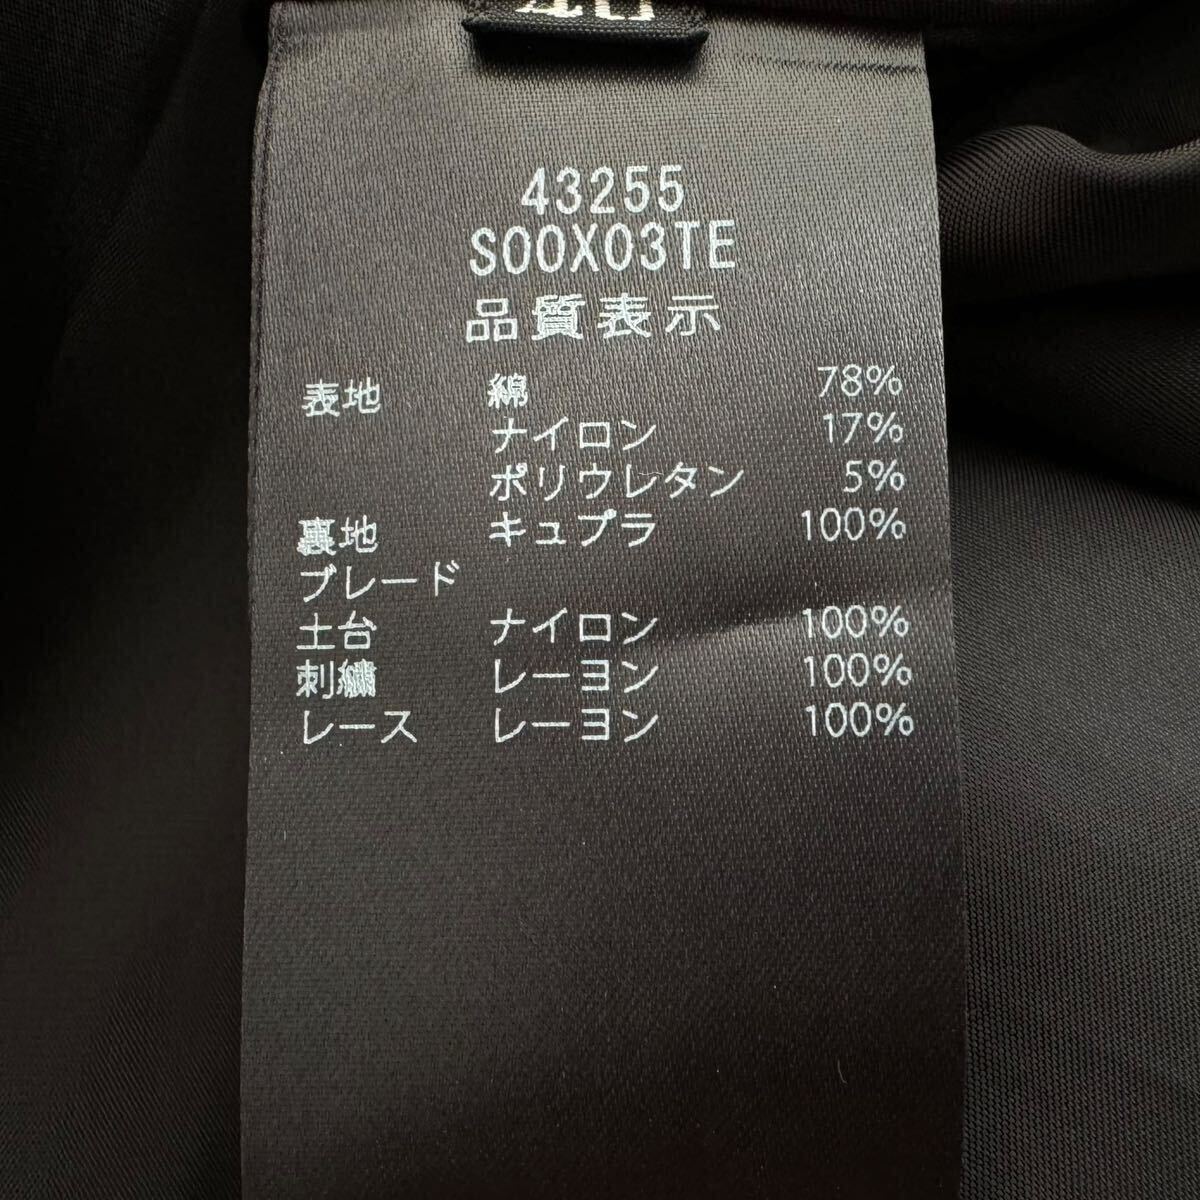 43255
S00X03TE
品質表示
表地 綿 78%
ナイロン 17%
ポリウレタン 5%
裏地 キュプラ 100%
ブレード
土台 ナイロン 100%
刺繍 レーヨン 100%
レース レーヨン 100%